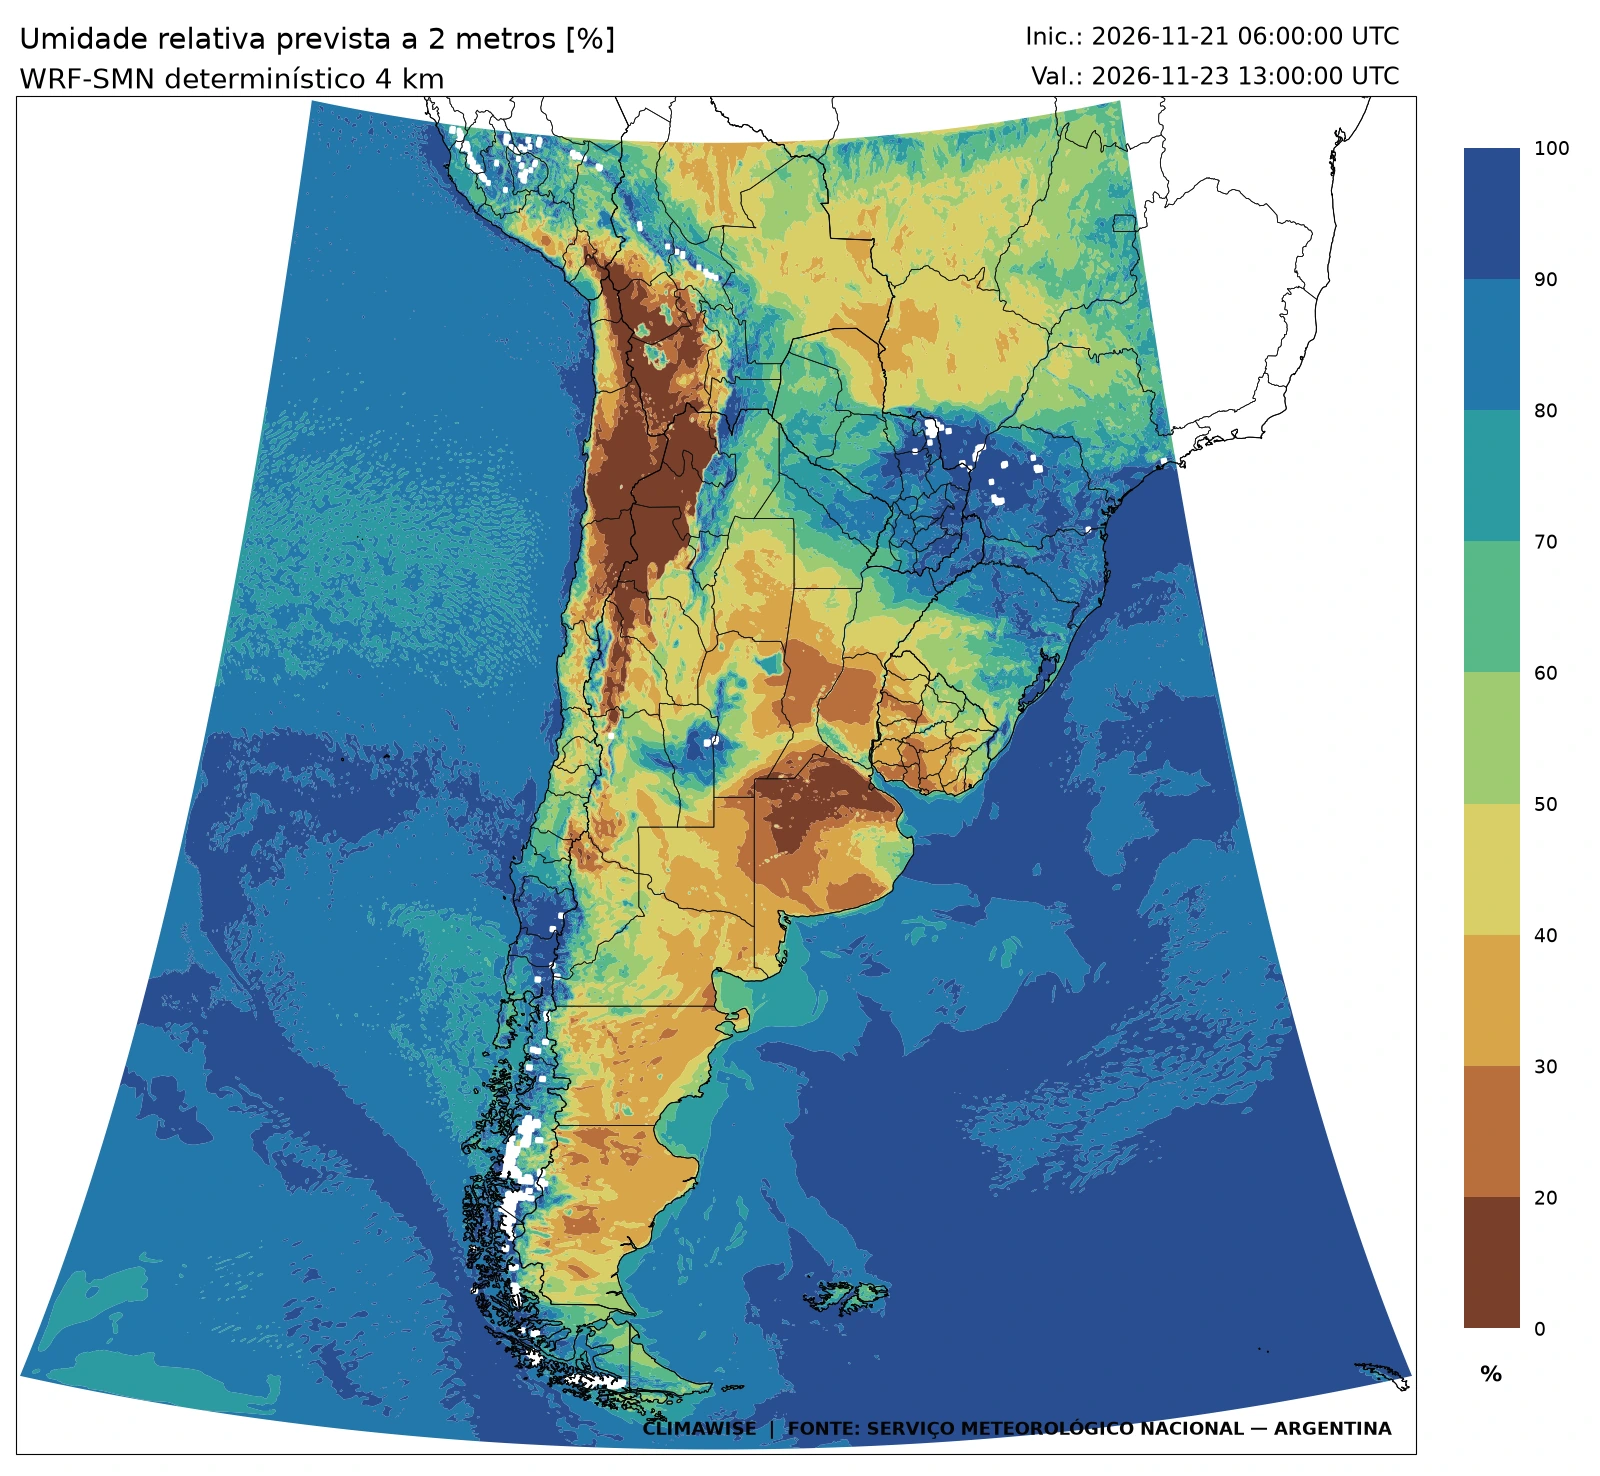 Umidade relativa prevista a 2 metros [%]
WRF-SMN determinístico 4 km
Inic.: 2026-11-21 06:00:00 UTC
Val.: 2026-11-23 13:00:00 UTC
100
90
80
70
60
50
40
30
20
0
%
CLIMAWISE | FONTE: SERVIÇO METEOROLÓGICO NACIONAL — ARGENTINA